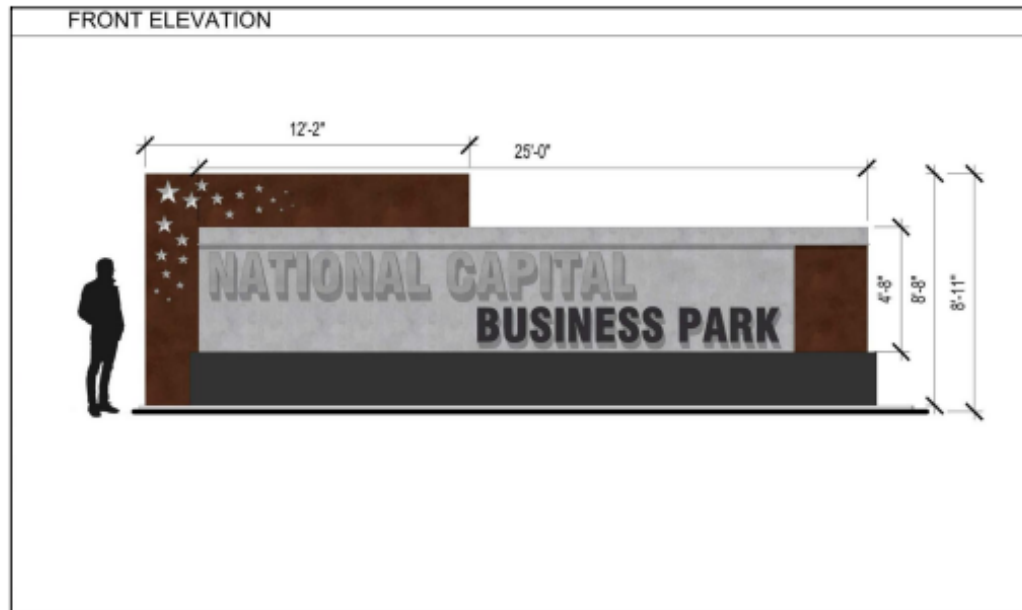 FRONT ELEVATION
12'-2"
25'-0"
NATIONAL CAPITAL
BUSINESS PARK
4'-8"
8'-8"
8'-11"